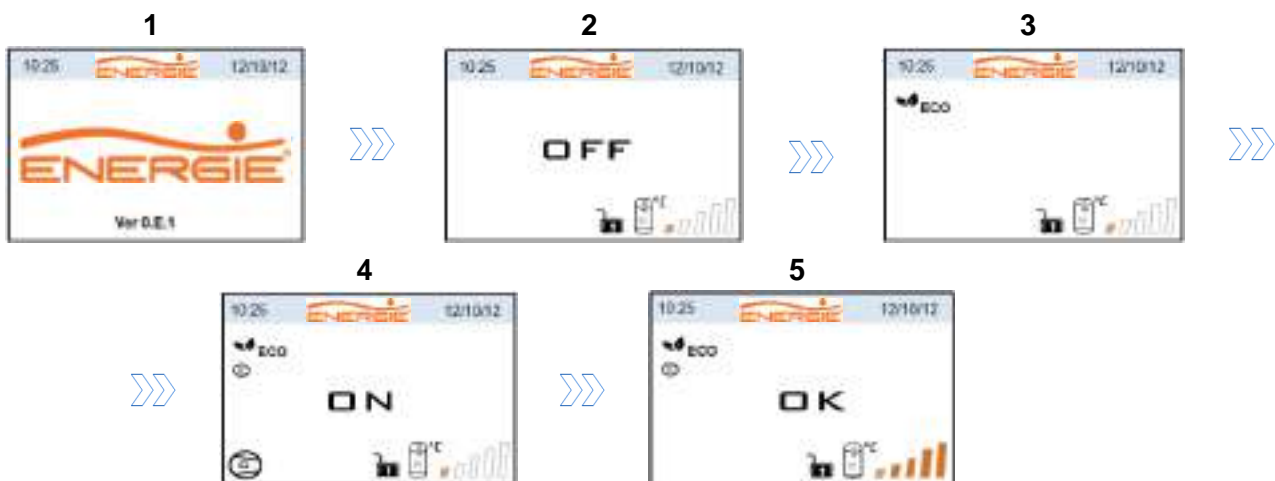 1
2
3
10:25 ENERGIE 12/10/12
ENERGIE
Ver 0.E.1
10:25 ENERGIE 12/10/12
OFF
°C
10:25 ENERGIE 12/10/12
ECO
°C
4
5
10:25 ENERGIE 12/10/12
ECO
ON
°C
10:25 ENERGIE 12/10/12
ECO
OK
°C